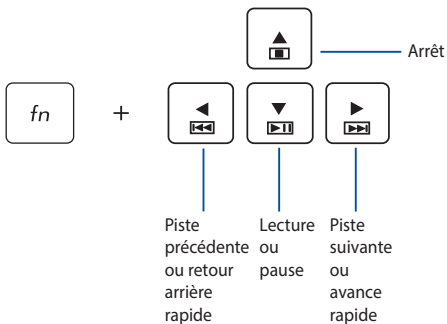 Arrêt
fn +
Piste
précédente
ou retour
arrière
rapide
Lecture
ou
pause
Piste
suivante
ou
avance
rapide